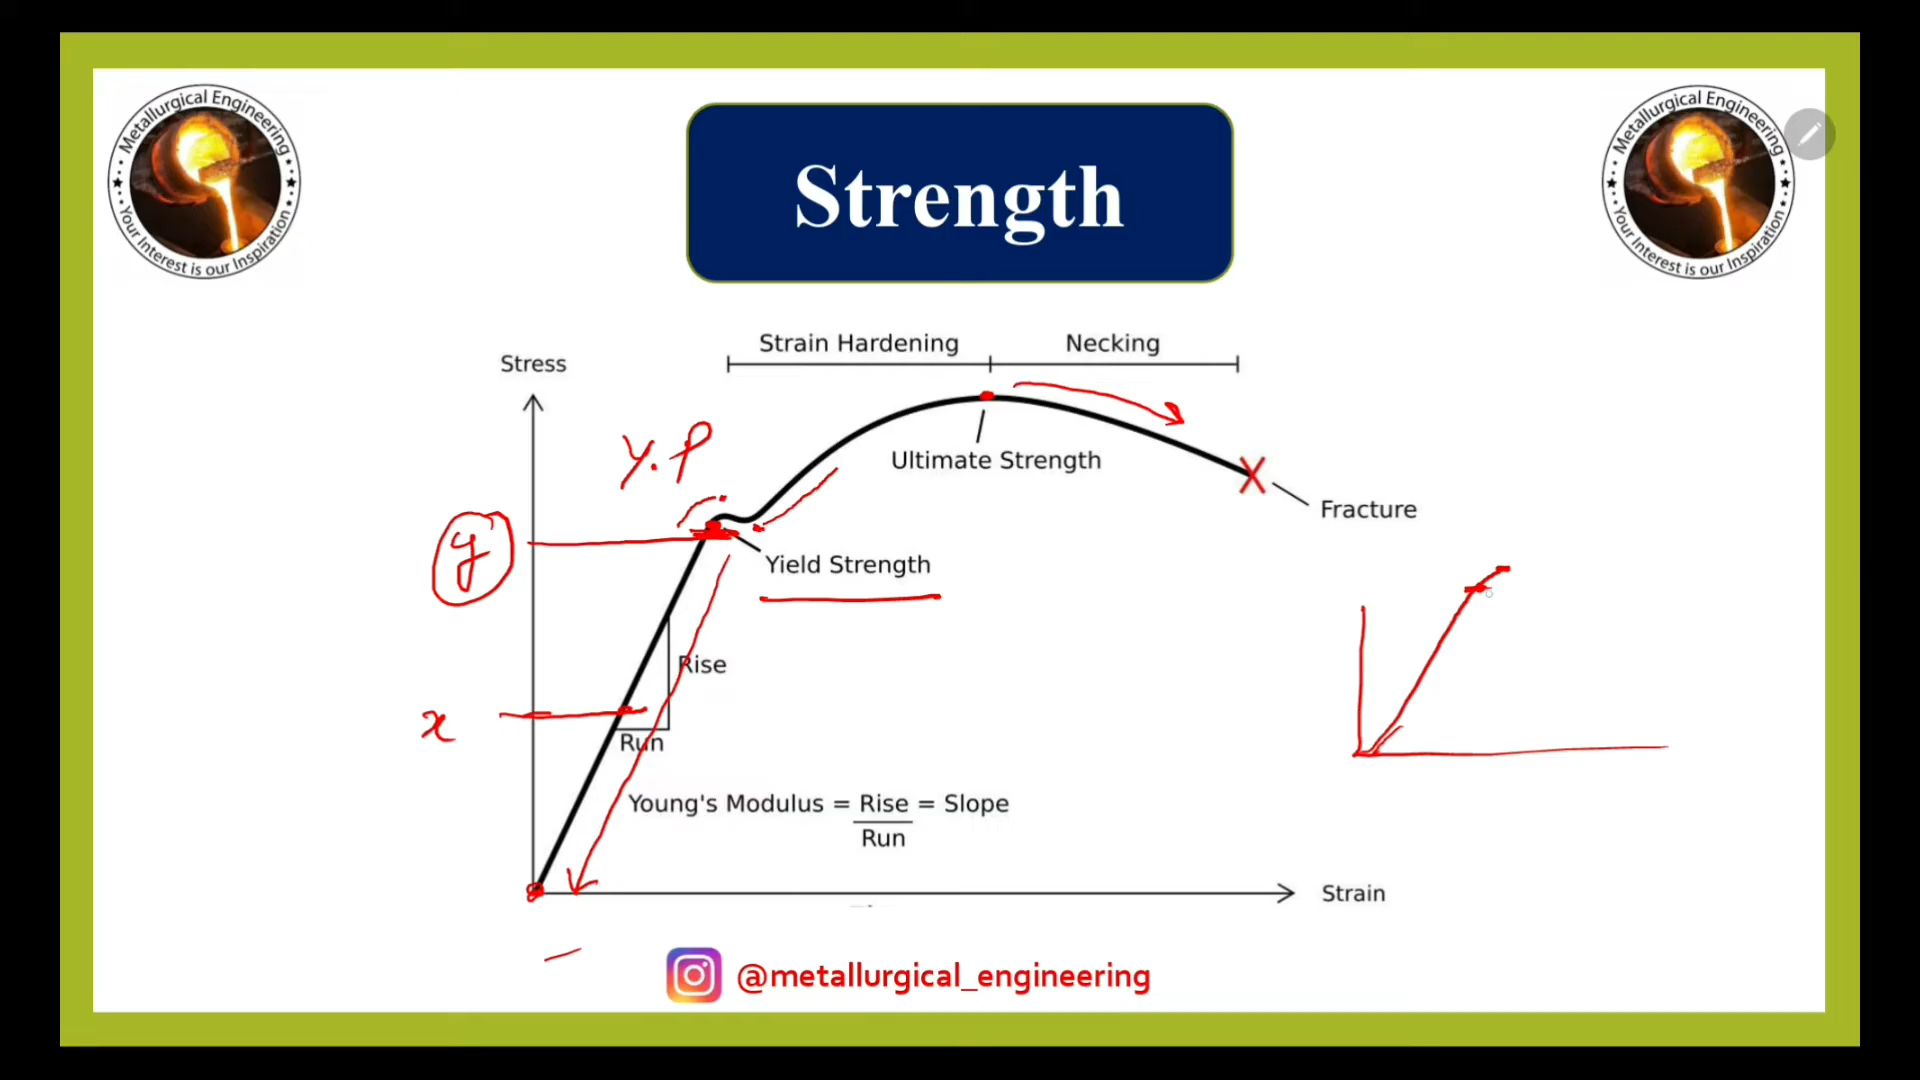 Metallurgical Engineering
Your Interest is our Inspiration
Strength
Metallurgical Engineering
Your Interest is our Inspiration
Strain Hardening
Necking
Stress
Y.P
Ultimate Strength
Fracture
y
Yield Strength
Rise
x
Run
Young's Modulus = Rise = Slope
Run
Strain
@metallurgical_engineering